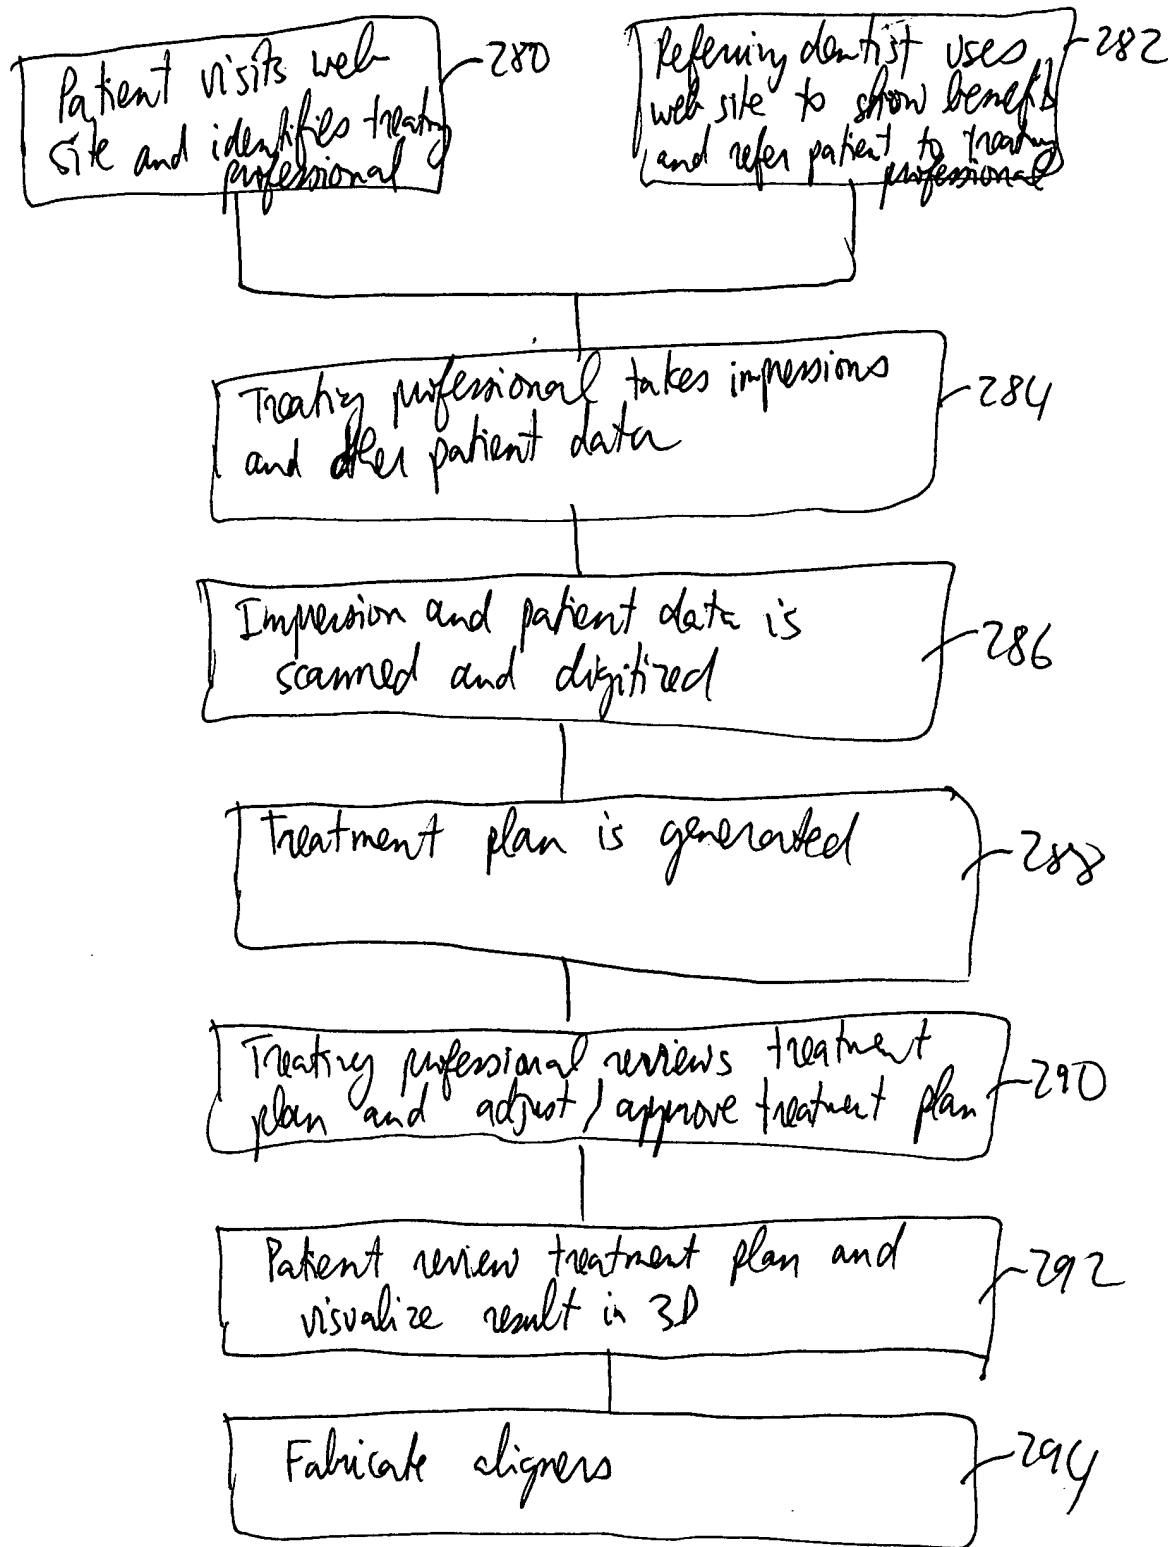 Patient visits web
site and identifies treating
professional
280
Referring dentist uses
web site to show benefits
and refer patient to treating
professional
282
Treating professional takes impressions
and other patient data
284
Impression and patient data is
scanned and digitized
286
Treatment plan is generated
288
Treating professional reviews treatment
plan and adjust / approve treatment plan
290
Patient review treatment plan and
visualize result in 3D
292
Fabricate aligners
294